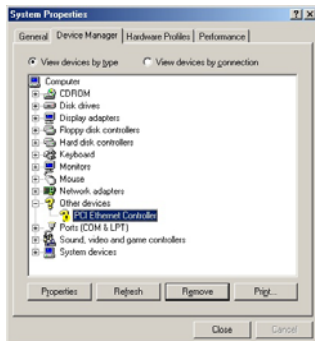 System Properties
General Device Manager Hardware Profiles Performance
View devices by type View devices by connection
Computer
CDROM
Disk drives
Display adapters
Floppy disk controllers
Hard disk controllers
Keyboard
Monitors
Mouse
Network adapters
Other devices
PCI Ethernet Controller
Ports (COM & LPT)
Sound, video and game controllers
System devices
Properties Refresh Remove Print...
Close Cancel